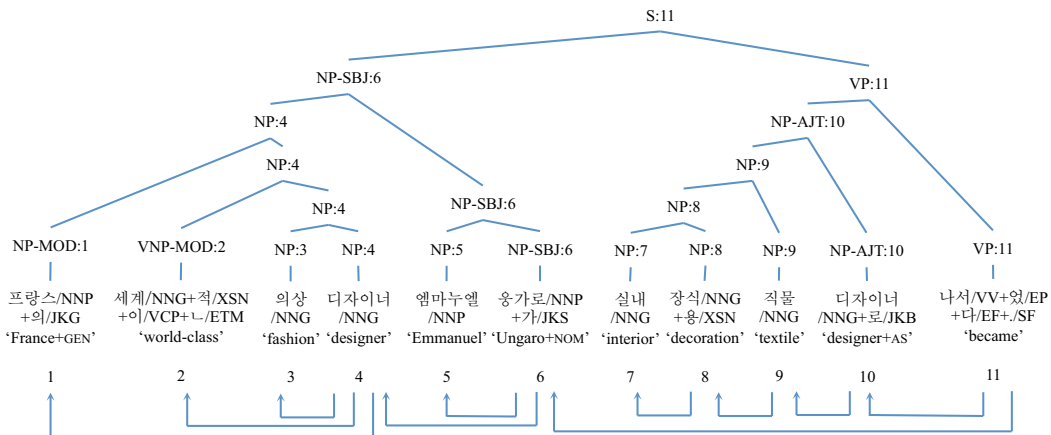 S:11
NP-SBJ:6
VP:11
NP:4
NP-AJT:10
NP:4
NP:9
NP:4
NP-SBJ:6
NP:8
NP-MOD:1 VNP-MOD:2 NP:3 NP:4 NP:5 NP-SBJ:6 NP:7 NP:8 NP:9 NP-AJT:10 VP:11
프랑스/NNP 세계/NNG+적/XSN 의상 디자이너 엠마누엘 웅가로/NNP 실내 장식/NNG 직물 디자이너 나서/VV+었/EP
+의/JKG +이/VCP+ㄴ/ETM /NNG /NNG /NNP +가/JKS /NNG +용/XSN /NNG /NNG+로/JKB +다/EF+./SF
‘France+GEN’ ‘world-class’ ‘fashion’ ‘designer’ ‘Emmanuel’ ‘Ungaro+NOM’ ‘interior’ ‘decoration’ ‘textile’ ‘designer+AS’ ‘became’
1 2 3 4 5 6 7 8 9 10 11